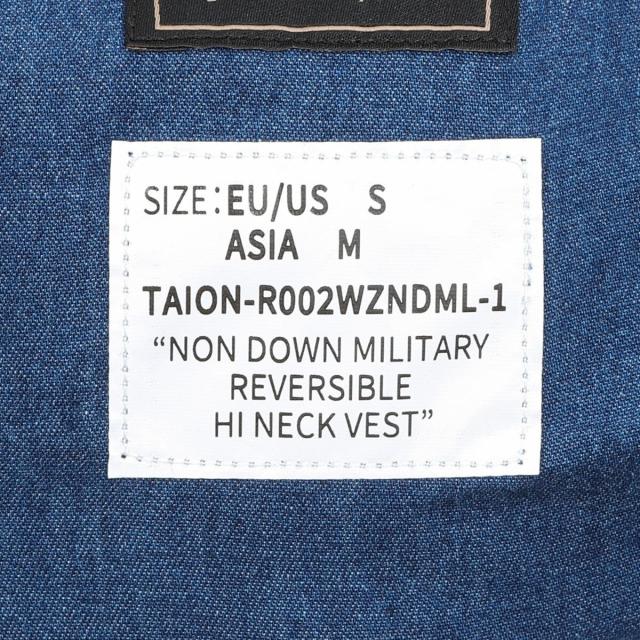 SIZE: EU/US S
ASIA M
TAION-R002WZNDML-1
“NON DOWN MILITARY
REVERSIBLE
HI NECK VEST”